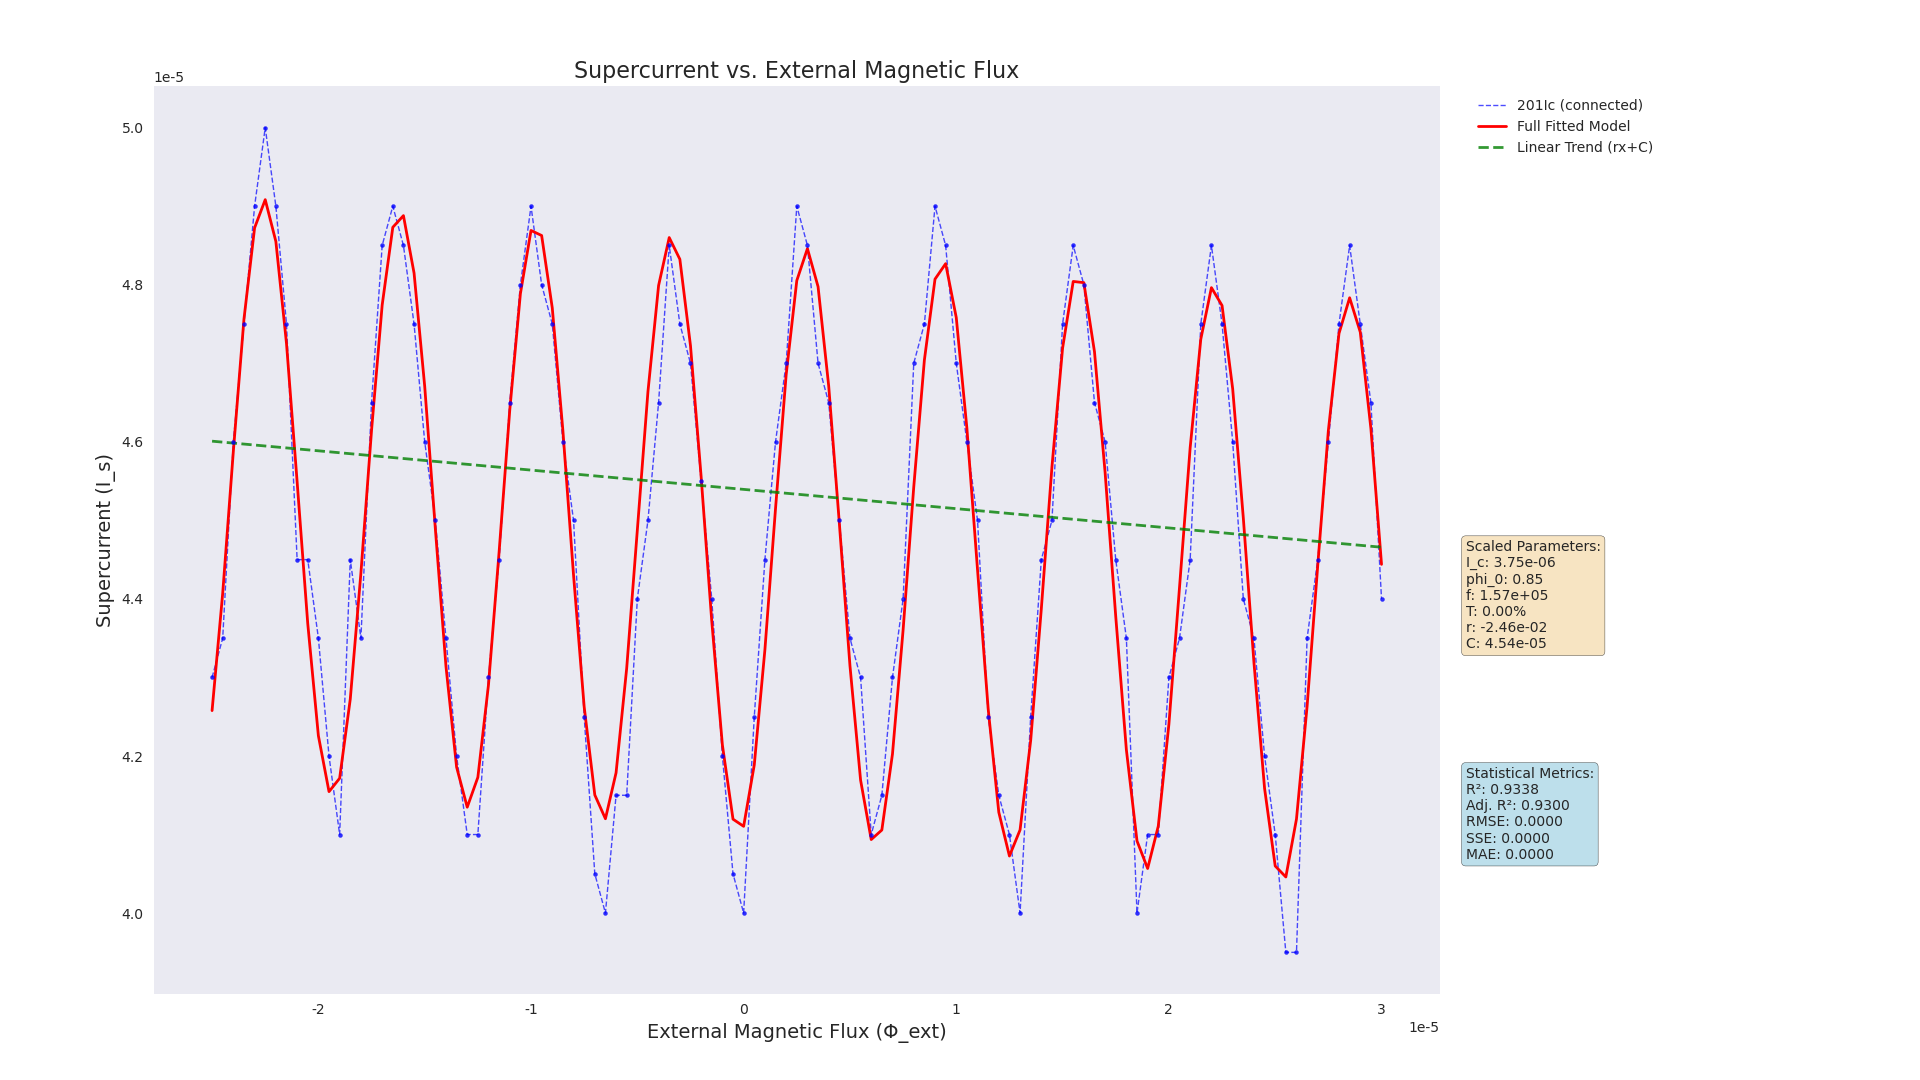 Supercurrent vs. External Magnetic Flux
1e-5
5.0
4.8
4.6
4.4
4.2
4.0
Supercurrent (I_s)
-2
-1
0
1
2
3
1e-5
External Magnetic Flux (Φ_ext)
201Ic (connected)
Full Fitted Model
Linear Trend (rx+C)
Scaled Parameters:
I_c: 3.75e-06
phi_0: 0.85
f: 1.57e+05
T: 0.00%
r: -2.46e-02
C: 4.54e-05
Statistical Metrics:
R²: 0.9338
Adj. R²: 0.9300
RMSE: 0.0000
SSE: 0.0000
MAE: 0.0000